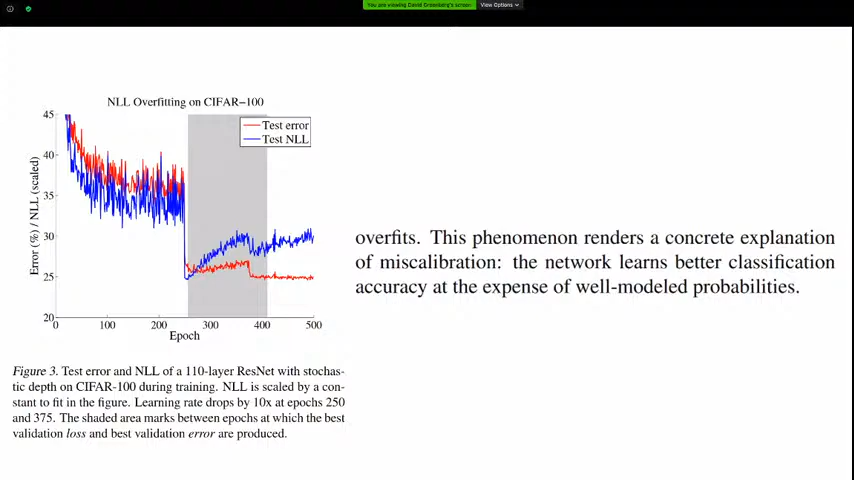 You are viewing David Greenberg's screen
View Options
NLL Overfitting on CIFAR-100
45
Test error
Test NLL
40
35
30
25
20
Error (%) / NLL (scaled)
0
100
200
300
400
500
Epoch
Figure 3. Test error and NLL of a 110-layer ResNet with stochas-
tic depth on CIFAR-100 during training. NLL is scaled by a con-
stant to fit in the figure. Learning rate drops by 10x at epochs 250
and 375. The shaded area marks between epochs at which the best
validation loss and best validation error are produced.
overfits. This phenomenon renders a concrete explanation
of miscalibration: the network learns better classification
accuracy at the expense of well-modeled probabilities.